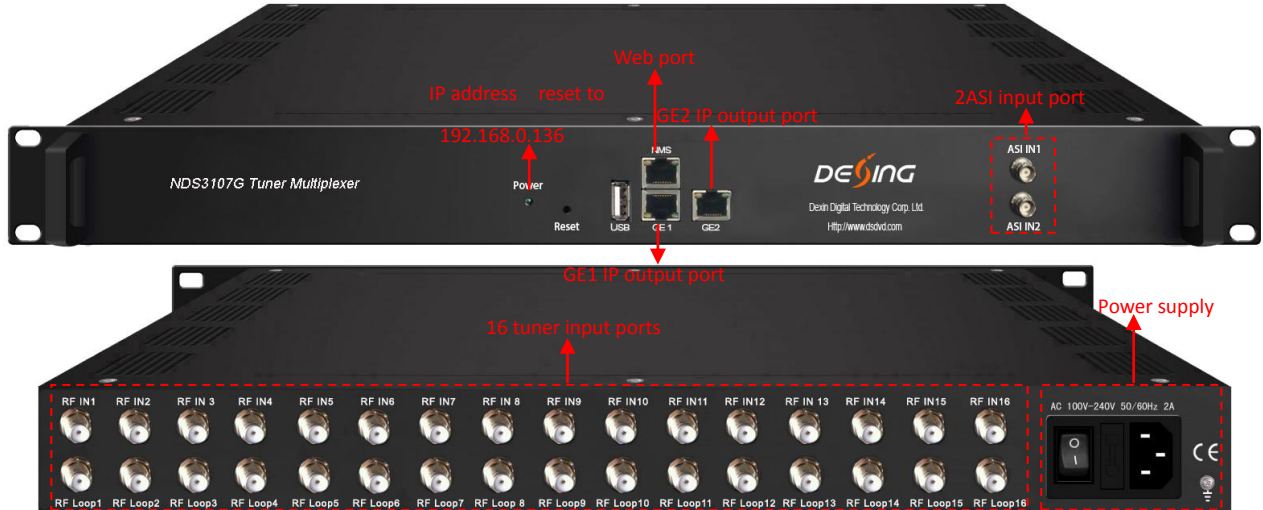 Web port
IP address reset to
192.168.0.136
GE2 IP output port
2ASI input port
NMS
ASI IN1
NDS3107G Tuner Multiplexer
Power
DESING
Dexin Digital Technology Corp. Ltd.
Http://www.dsdvd.com
Reset
USB
GE 1
GE2
ASI IN2
GE1 IP output port
16 tuner input ports
Power supply
RF IN1 RF IN2 RF IN 3 RF IN4 RF IN5 RF IN6 RF IN7 RF IN 8 RF IN9 RF IN10 RF IN11 RF IN12 RF IN 13 RF IN14 RF IN15 RF IN16
AC 100V-240V 50/60Hz 2A
O
I
CE
RF Loop1 RF Loop2 RF Loop3 RF Loop4 RF Loop5 RF Loop6 RF Loop7 RF Loop 8 RF Loop9 RF Loop10 RF Loop11 RF Loop12 RF Loop13 RF Loop14 RF Loop15 RF Loop16